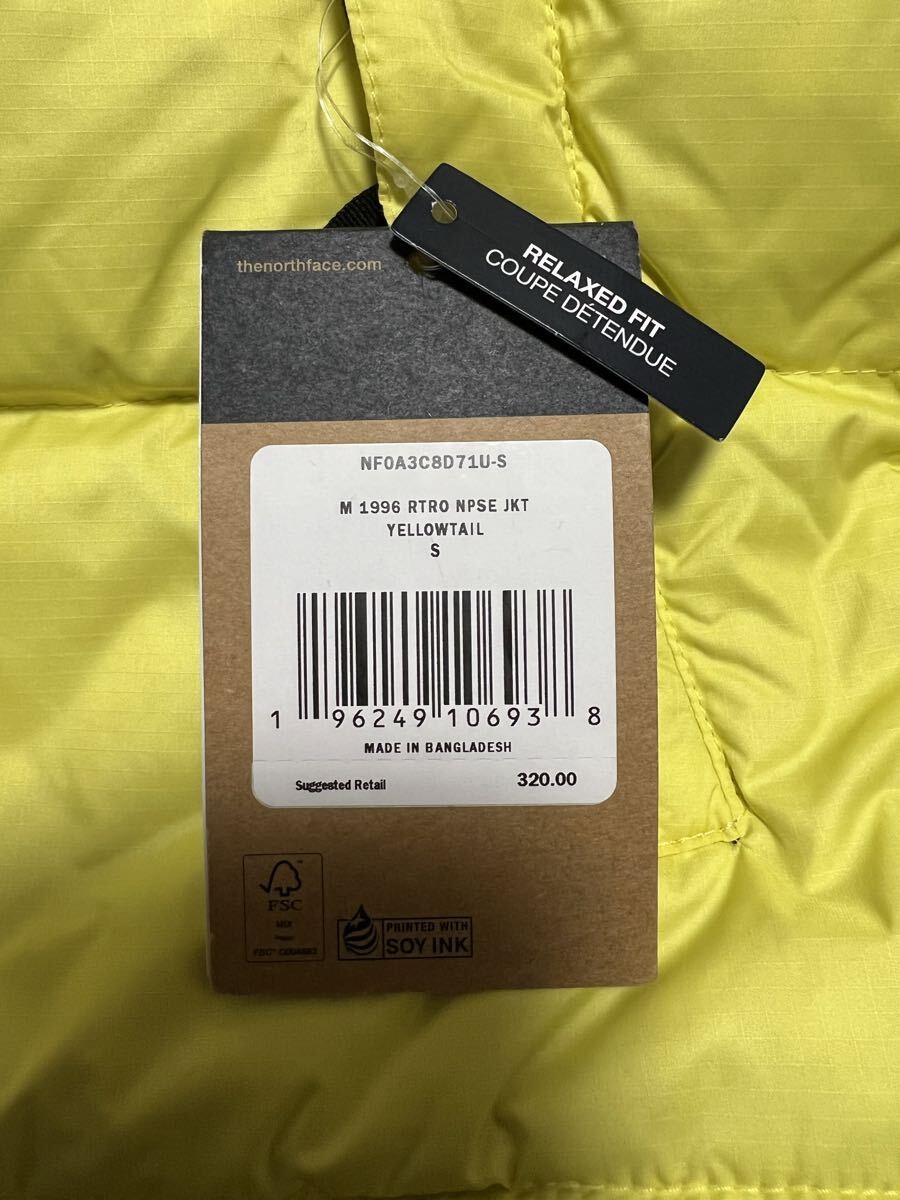 RELAXED FIT
COUPE DÉTENDUE
thenorthface.com
NF0A3C8D71U-S
M 1996 RTRO NPSE JKT
YELLOWTAIL
S
1 96249 10693 8
MADE IN BANGLADESH
Suggested Retail 320.00
FSC
MIX
PRINTED WITH
SOY INK